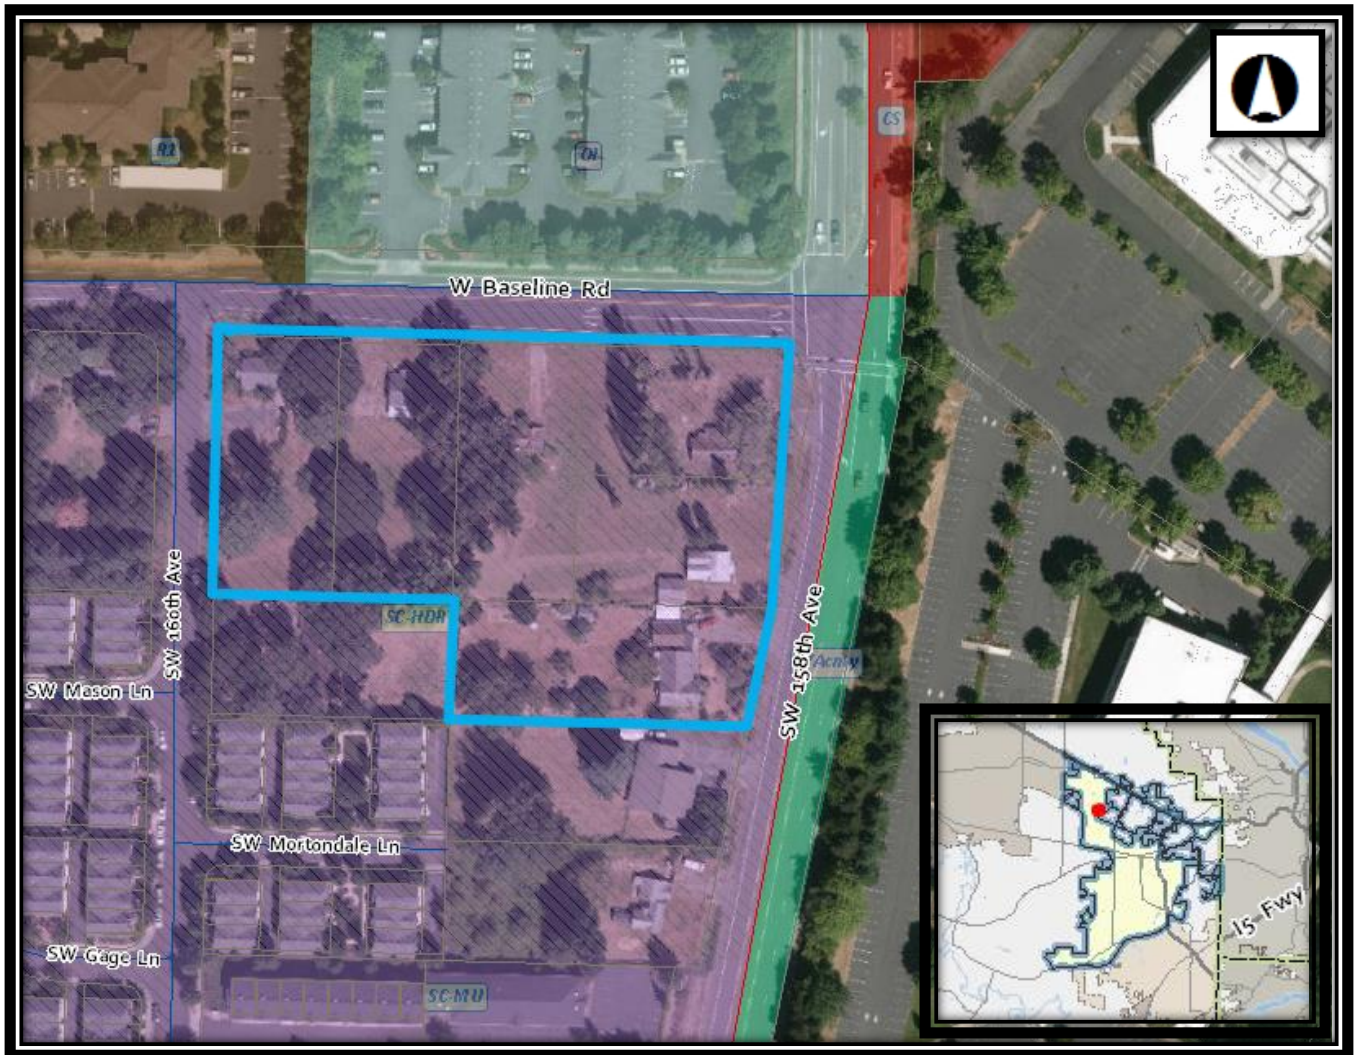 CS
R1
OI
W Baseline Rd
SW 160th Ave
SC-HDR
SW 158th Ave
SW Mason Ln
SW Mortondale Ln
I5 Fwy
SW Gage Ln
SC-MU